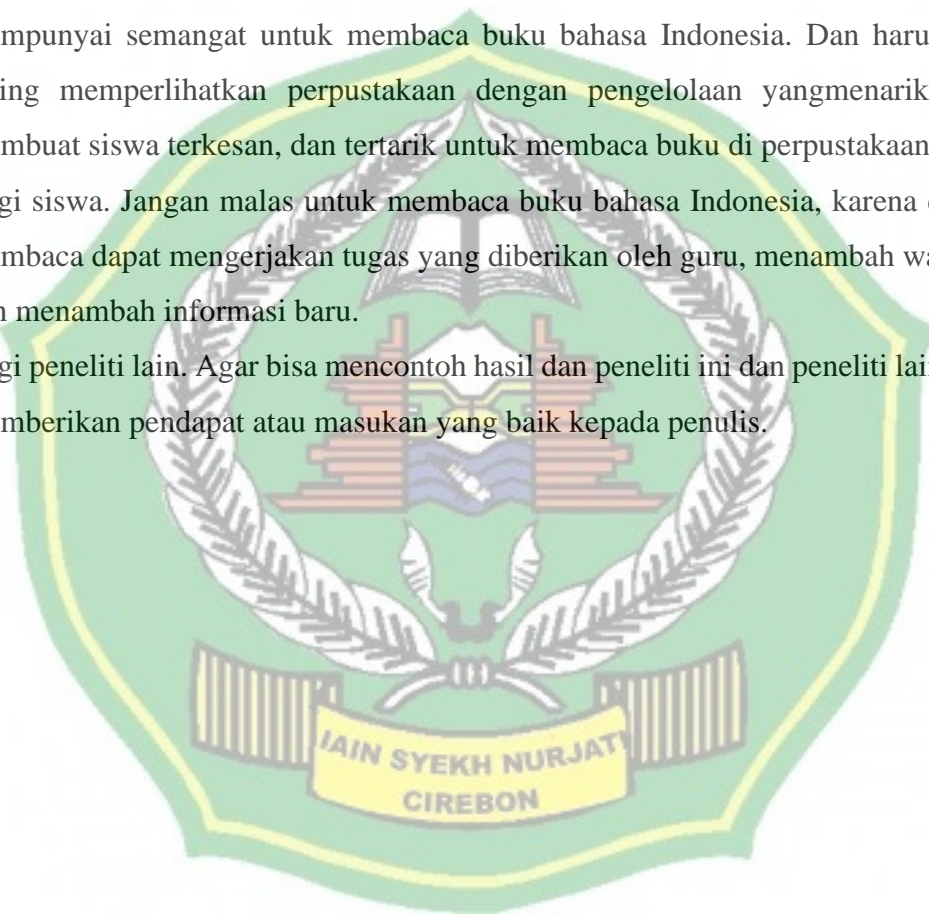 mpunyai semangat untuk membaca buku bahasa Indonesia. Dan haru
ing memperlihatkan perpustakaan dengan pengelolaan yangmenarik
mbuat siswa terkesan, dan tertarik untuk membaca buku di perpustakaan
gi siswa. Jangan malas untuk membaca buku bahasa Indonesia, karena
mbaca dapat mengerjakan tugas yang diberikan oleh guru, menambah wa
n menambah informasi baru.
gi peneliti lain. Agar bisa mencontoh hasil dan peneliti ini dan peneliti lai
mberikan pendapat atau masukan yang baik kepada penulis.
IAIN SYEKH NURJATI
CIREBON